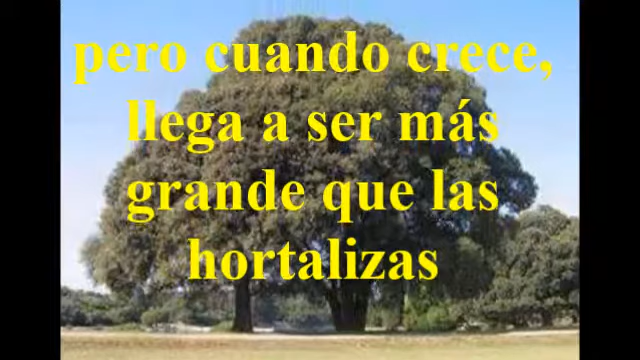 pero cuando crece,
llega a ser más
grande que las
hortalizas